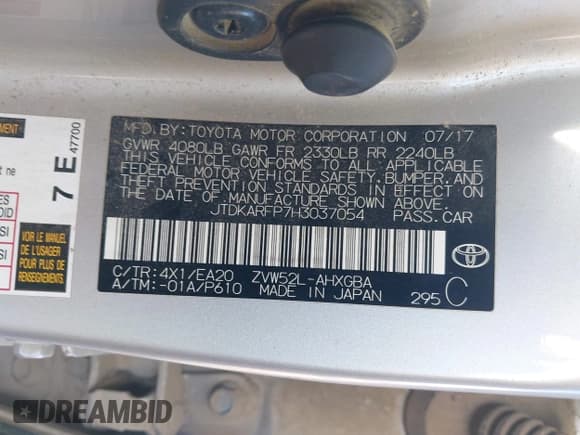 MFD. BY: TOYOTA MOTOR CORPORATION 07/17
GVWR 4080LB GAWR FR 2330LB RR 2240LB
THIS VEHICLE CONFORMS TO ALL APPLICABLE
FEDERAL MOTOR VEHICLE SAFETY, BUMPER, AND
THEFT PREVENTION STANDARDS IN EFFECT ON
THE DATE OF MANUFACTURE SHOWN ABOVE.
JTDKARFP7H3037054 PASS.CAR
C/TR:4X1/EA20 ZVW52L-AHXGBA
A/TM:-01A/P610 MADE IN JAPAN 295 C
TOYOTA
7 E 47700
VOIR LE MANUEL
DE L'USAGER
POUR PLUS DE
RENSEIGNEMENTS
DREAMBID